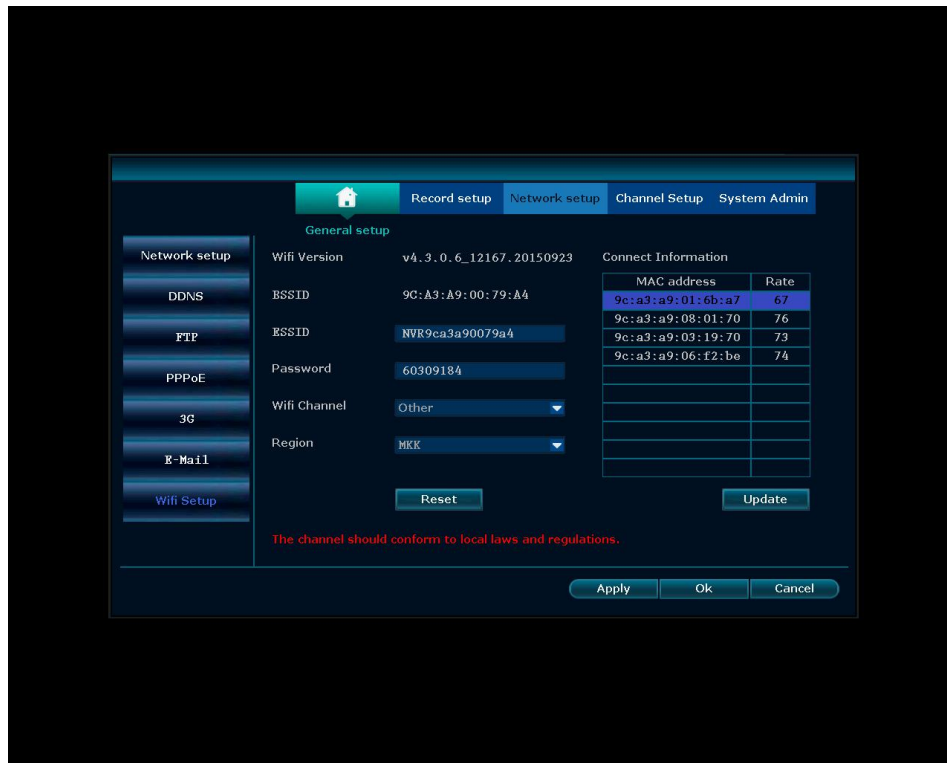 Record setup Network setup Channel Setup System Admin
General setup
Network setup
DDNS
FTP
PPPoE
3G
E-Mail
Wifi Setup
Wifi Version v4.3.0.6_12167.20150923
BSSID 9C:A3:A9:00:79:A4
ESSID NVR9ca3a90079a4
Password 60309184
Wifi Channel Other
Region MKK
Reset
Connect Information
MAC address Rate
9c:a3:a9:01:6b:a7 67
9c:a3:a9:08:01:70 76
9c:a3:a9:03:19:70 73
9c:a3:a9:06:f2:be 74
Update
The channel should conform to local laws and regulations.
Apply Ok Cancel